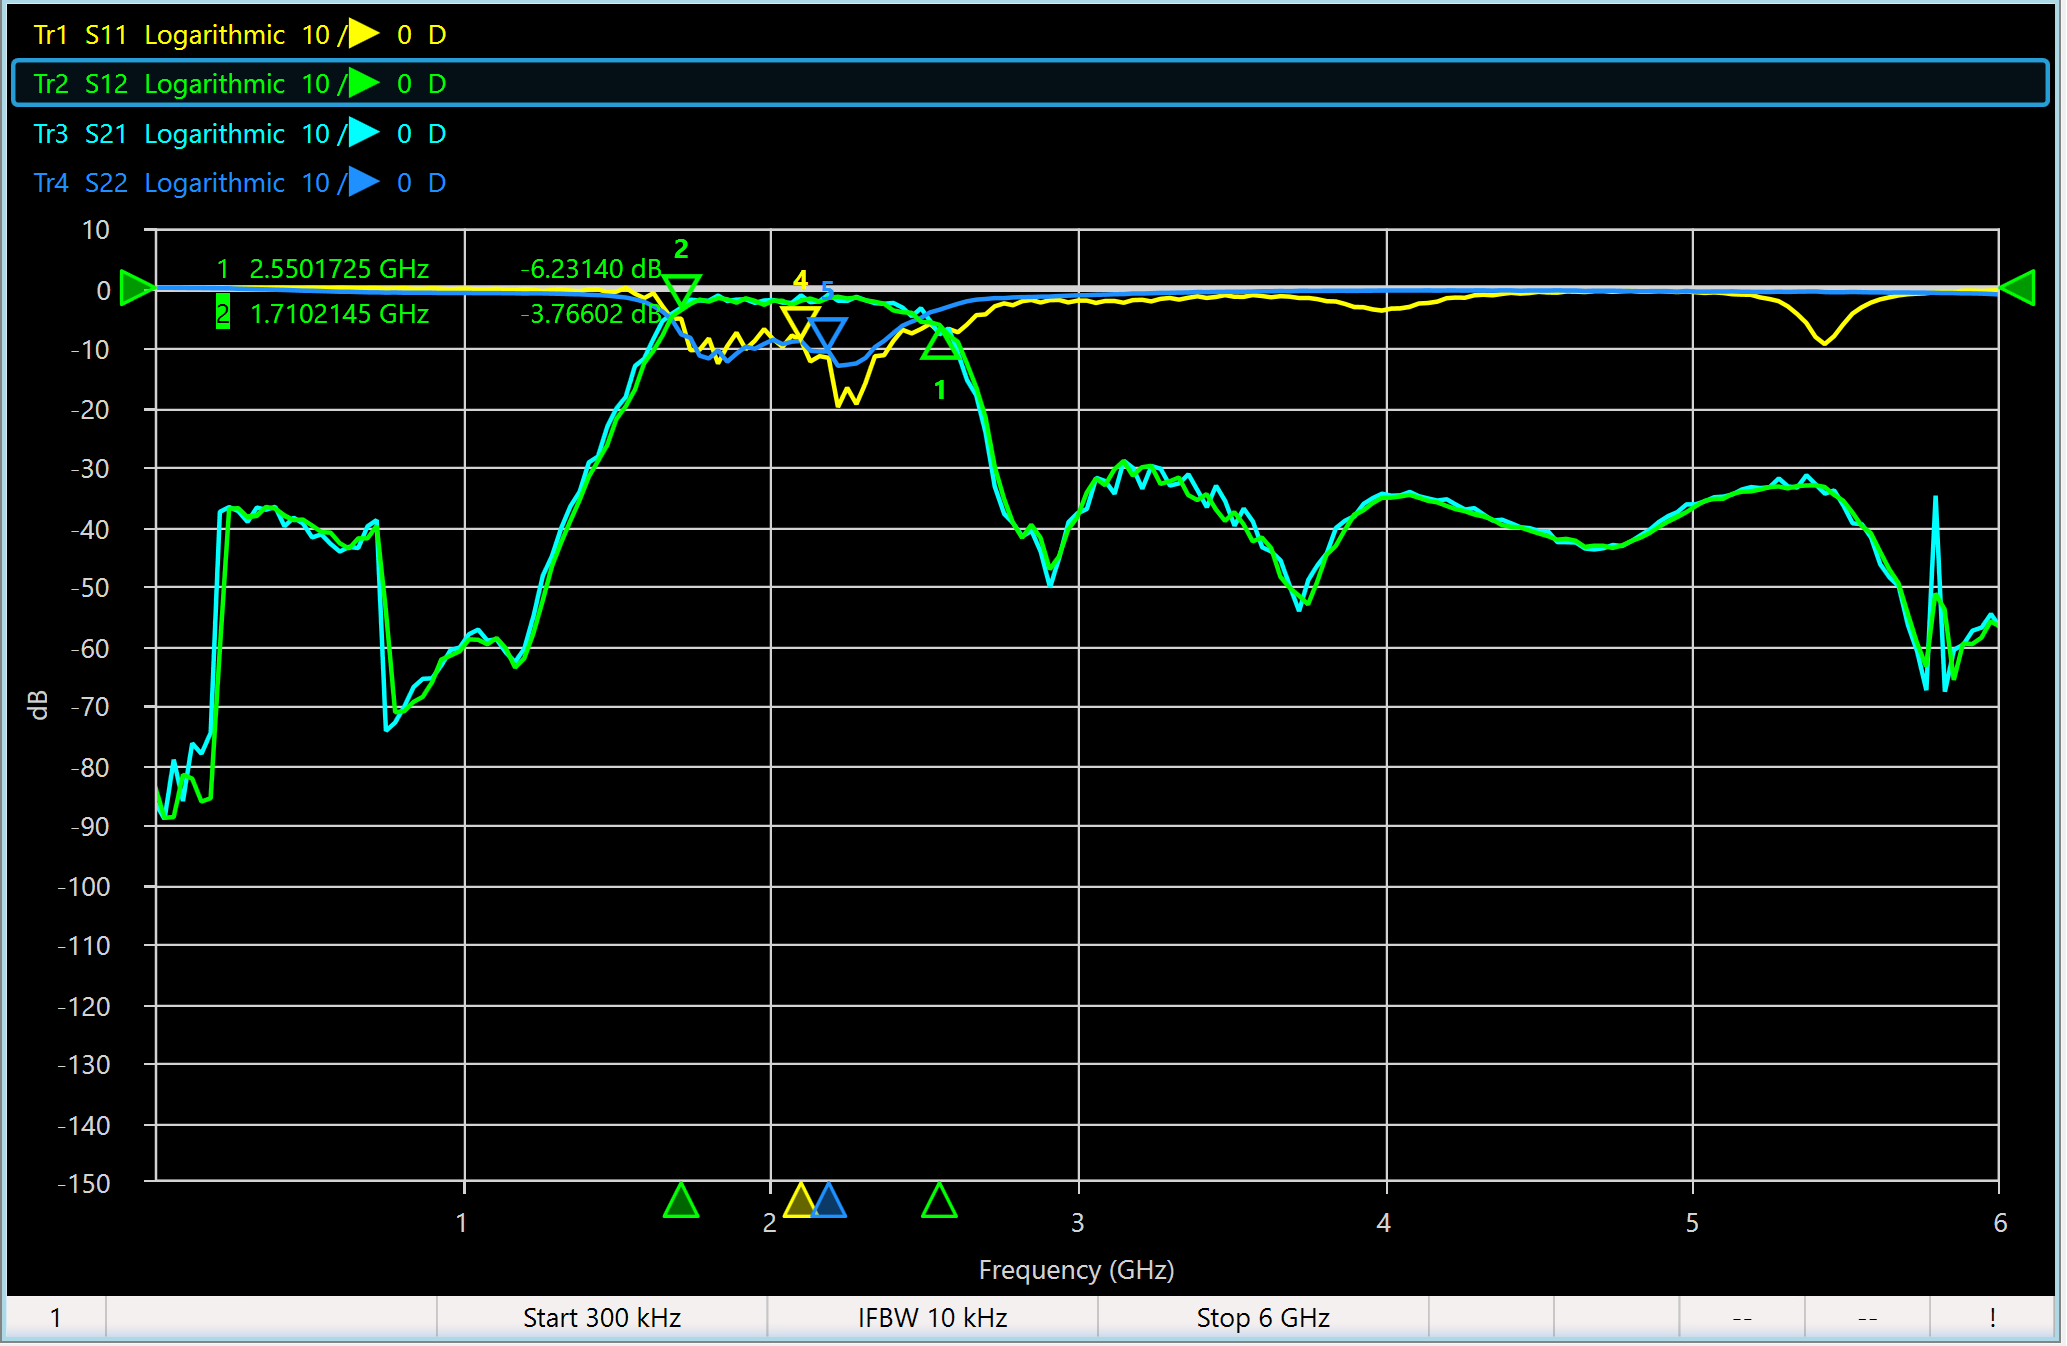 Tr1 S11 Logarithmic 10 / 0 D
Tr2 S12 Logarithmic 10 / 0 D
Tr3 S21 Logarithmic 10 / 0 D
Tr4 S22 Logarithmic 10 / 0 D
10
0
-10
-20
-30
-40
-50
-60
-70
-80
-90
-100
-110
-120
-130
-140
-150
dB
1 2.5501725 GHz -6.23140 dB
2 1.7102145 GHz -3.76602 dB
2
4
5
1
1 2 3 4 5 6
Frequency (GHz)
1 Start 300 kHz IFBW 10 kHz Stop 6 GHz -- -- !